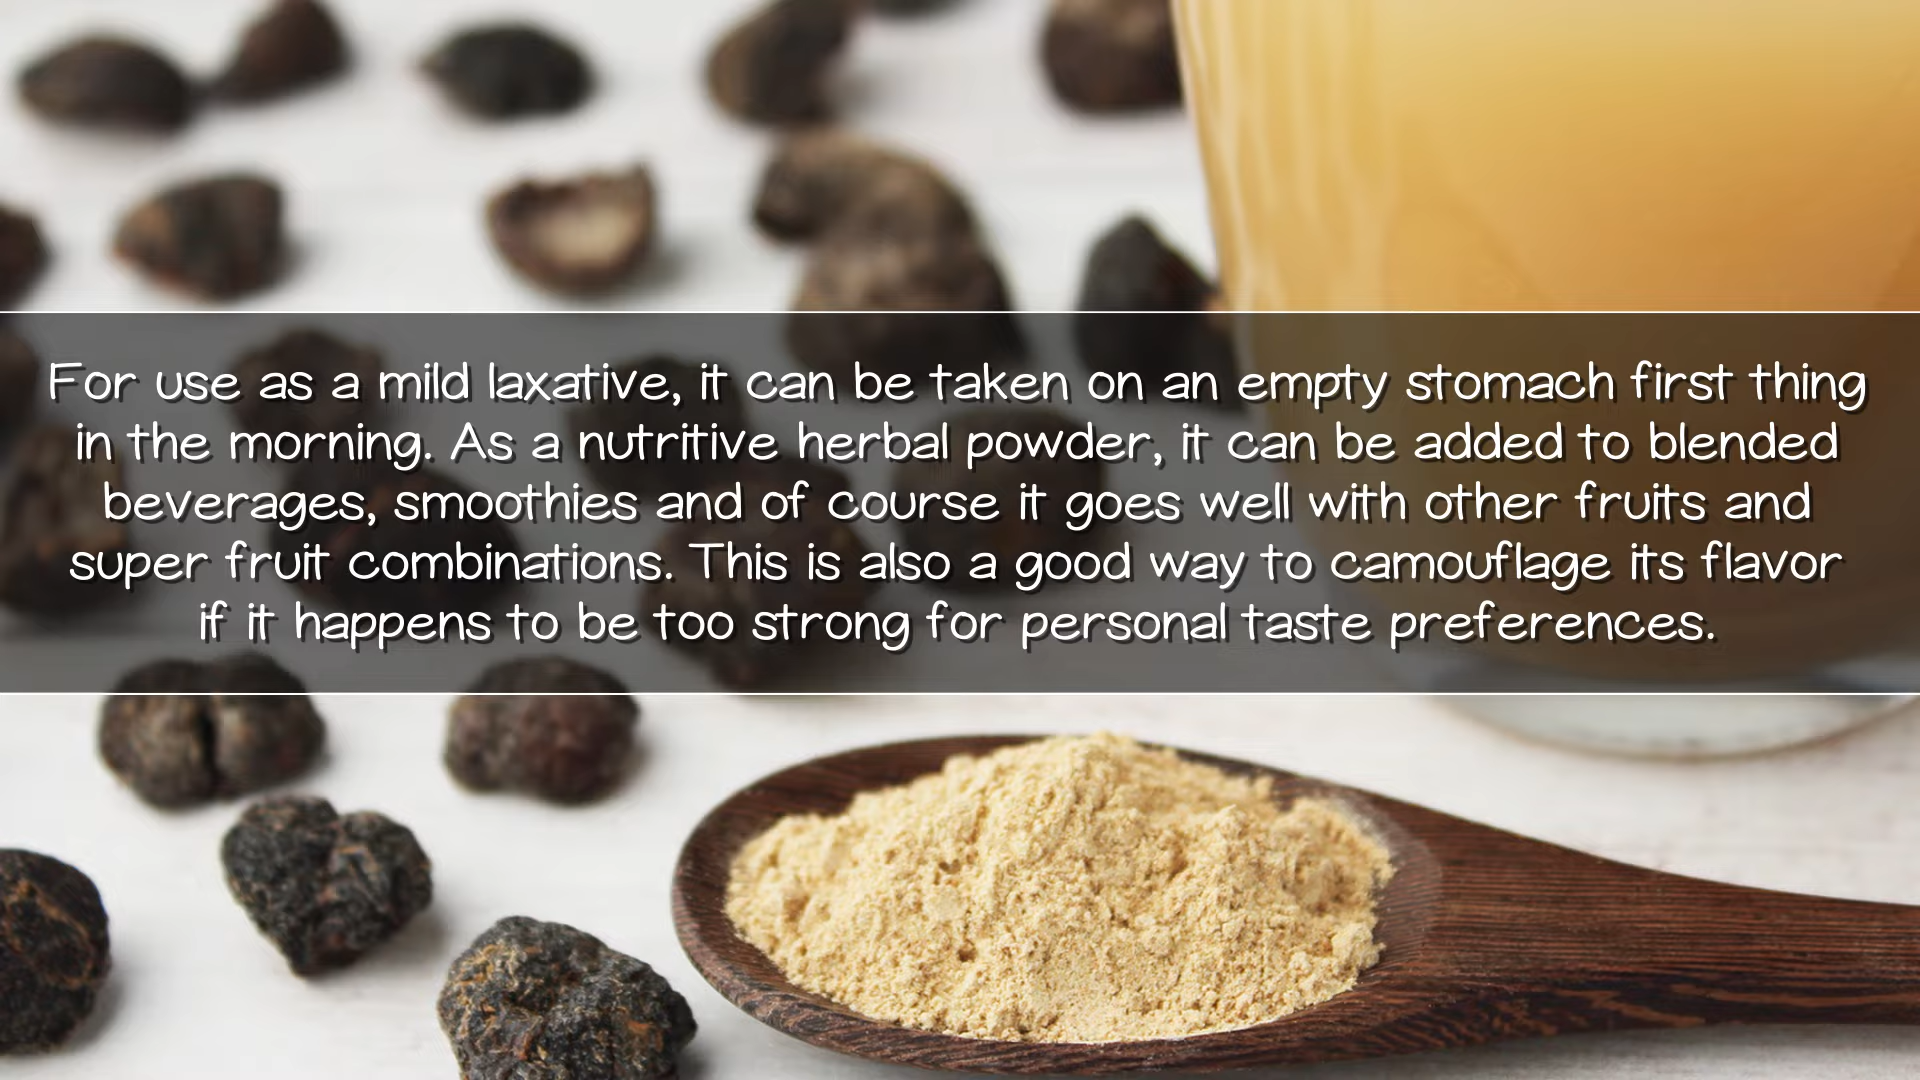 For use as a mild laxative, it can be taken on an empty stomach first thing
in the morning. As a nutritive herbal powder, it can be added to blended
beverages, smoothies and of course it goes well with other fruits and
super fruit combinations. This is also a good way to camouflage its flavor
if it happens to be too strong for personal taste preferences.